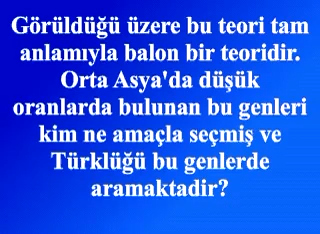 Görüldüğü üzere bu teori tam
anlamıyla balon bir teoridir.
Orta Asya'da düşük
oranlarda bulunan bu genleri
kim ne amaçla seçmiş ve
Türklüğü bu genlerde
aramaktadir?